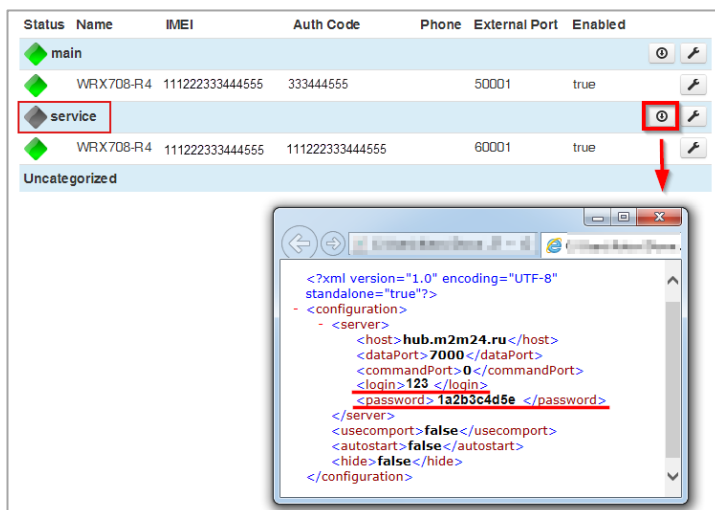 Status Name IMEI Auth Code Phone External Port Enabled
main
WRX708-R4 111222333444555 333444555 50001 true
service
WRX708-R4 111222333444555 111222333444555 60001 true
Uncategorized
<?xml version="1.0" encoding="UTF-8"
standalone="true"?>
- <configuration>
- <server>
<host>hub.m2m24.ru</host>
<dataPort>7000</dataPort>
<commandPort>0</commandPort>
<login>123 </login>
<password> 1a2b3c4d5e </password>
</server>
<usecomport>false</usecomport>
<autostart>false</autostart>
<hide>false</hide>
</configuration>